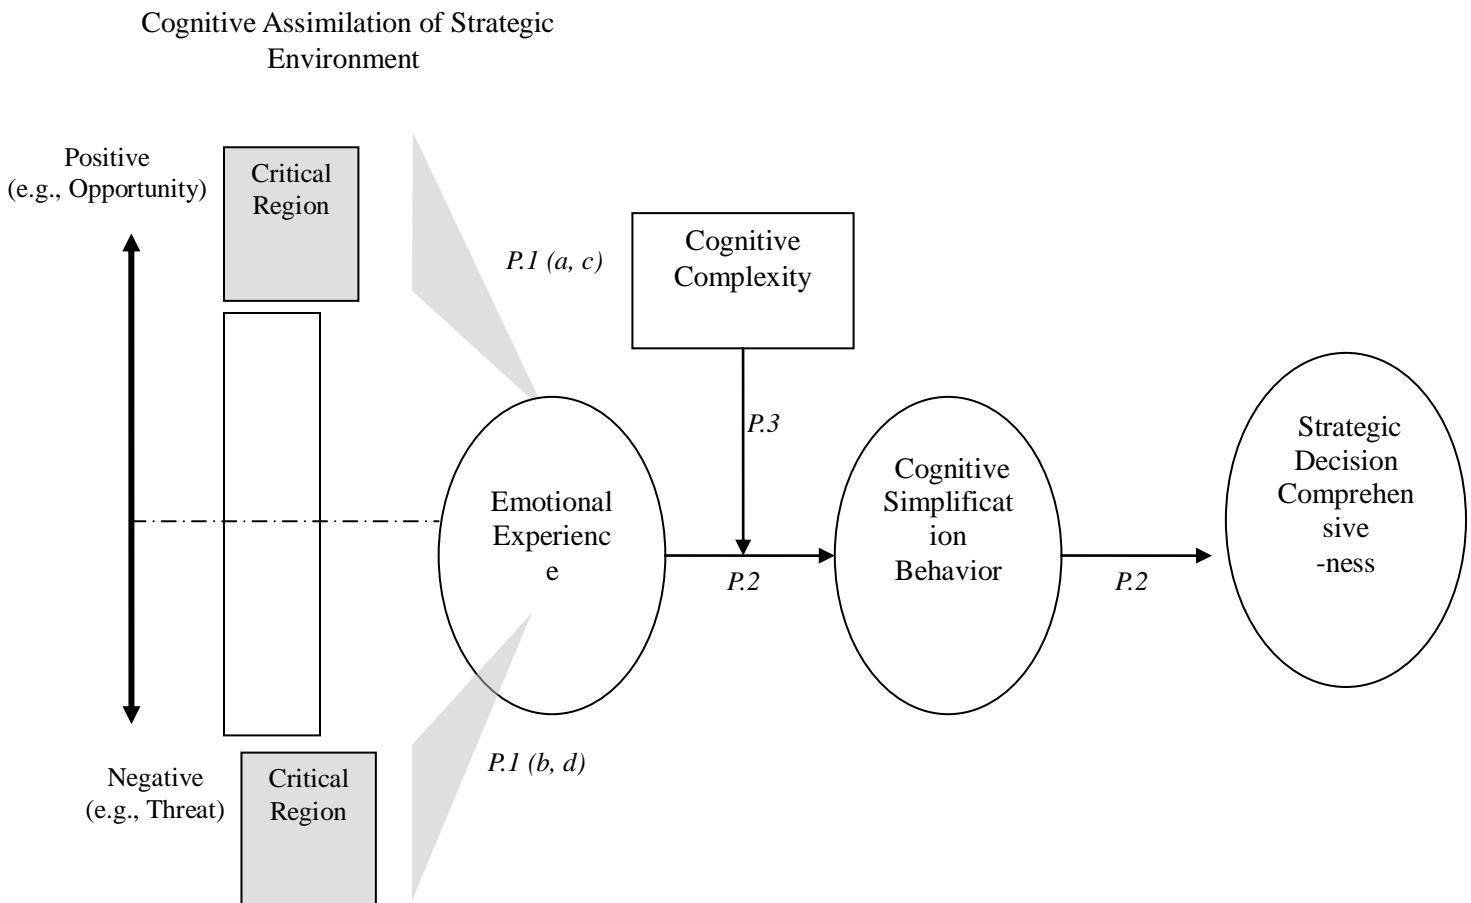 Cognitive Assimilation of Strategic
Environment
Positive
(e.g., Opportunity)
Critical
Region
P.1 (a, c)
Cognitive
Complexity
P.3
Emotional
Experienc
e
P.2
Cognitive
Simplificat
ion
Behavior
P.2
Strategic
Decision
Comprehen
sive
-ness
P.1 (b, d)
Negative
(e.g., Threat)
Critical
Region